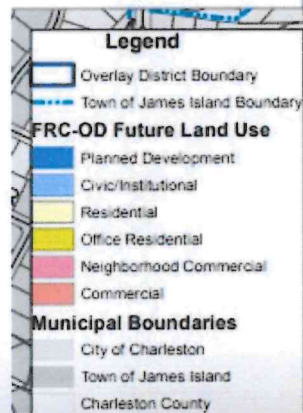 Legend
Overlay District Boundary
Town of James Island Boundary
FRC-OD Future Land Use
Planned Development
Civic/Institutional
Residential
Office Residential
Neighborhood Commercial
Commercial
Municipal Boundaries
City of Charleston
Town of James Island
Charleston County